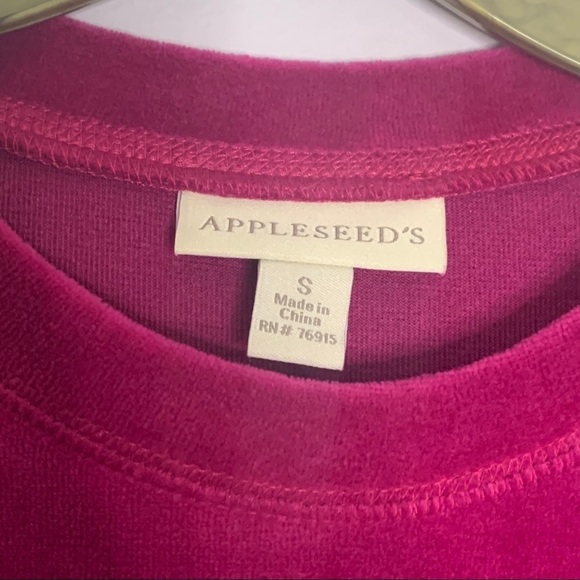 APPLESEED'S
S
Made in
China
RN# 76915